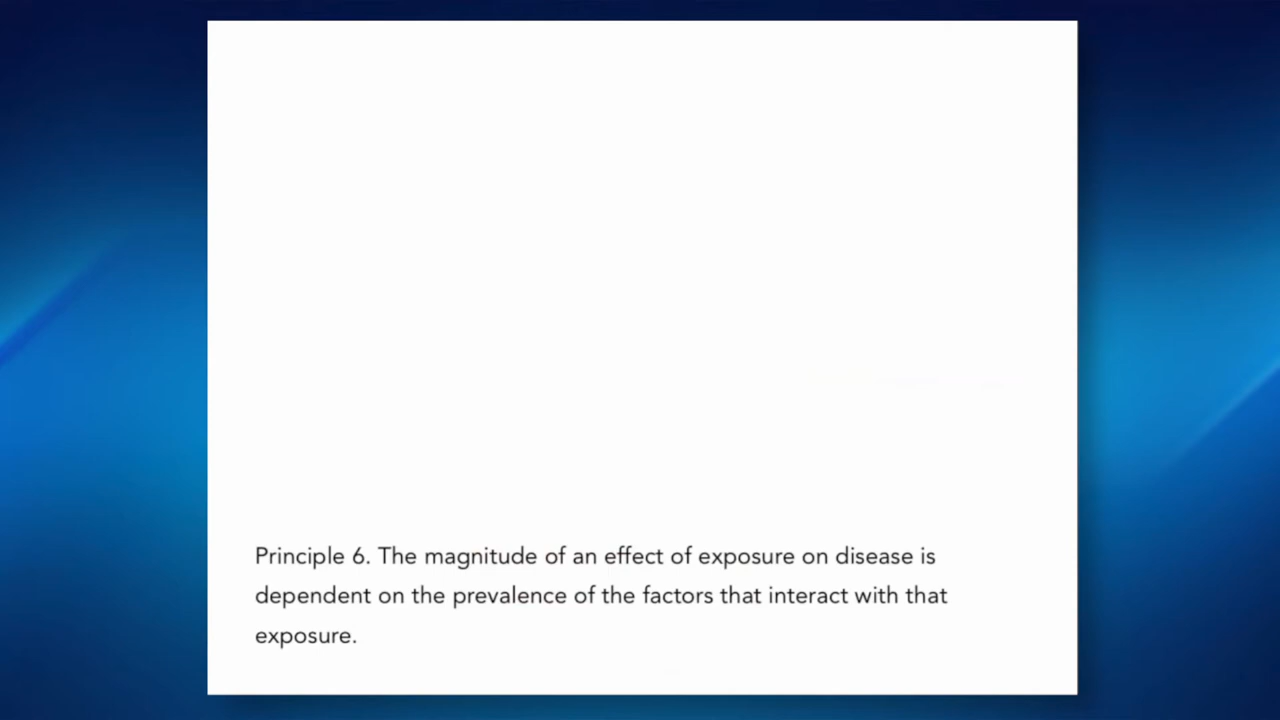 Principle 6. The magnitude of an effect of exposure on disease is
dependent on the prevalence of the factors that interact with that
exposure.